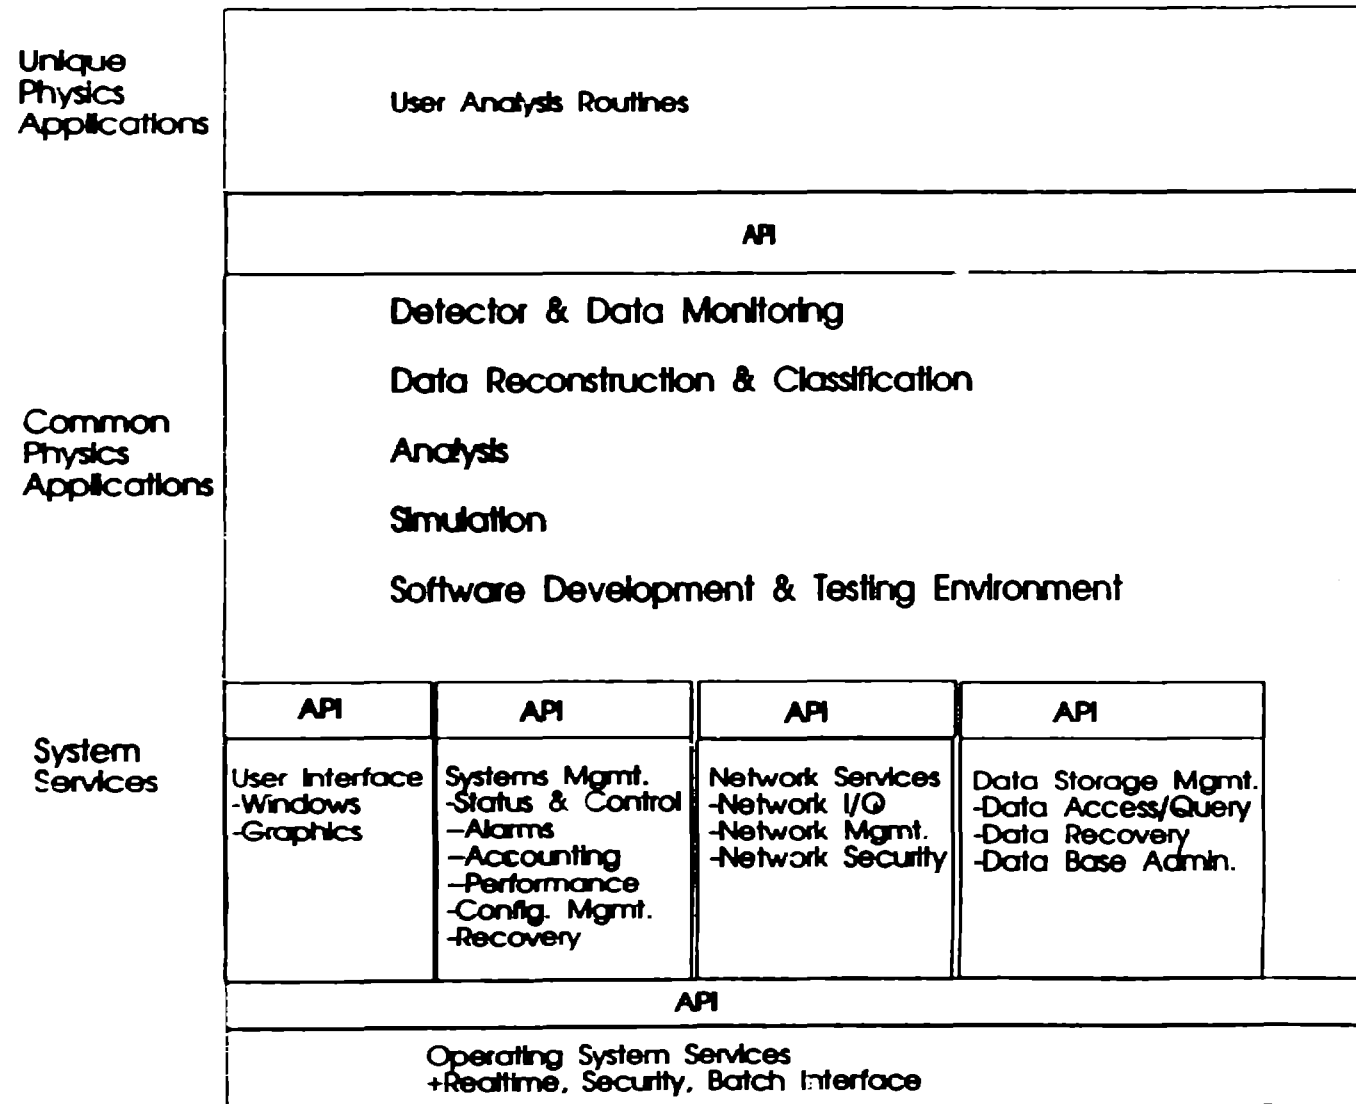 Unique
Physics
Applications
User Analysis Routines
API
Detector & Data Monitoring
Data Reconstruction & Classification
Common
Physics
Applications
Analysis
Simulation
Software Development & Testing Environment
API
API
API
API
System
Services
User Interface
-Windows
-Graphics
Systems Mgmt.
-Status & Control
-Alarms
-Accounting
-Performance
-Config. Mgmt.
-Recovery
Network Services
-Network I/O
-Network Mgmt.
-Network Security
Data Storage Mgmt.
-Data Access/Query
-Data Recovery
-Data Base Admin.
API
Operating System Services
+Realtime, Security, Batch Interface